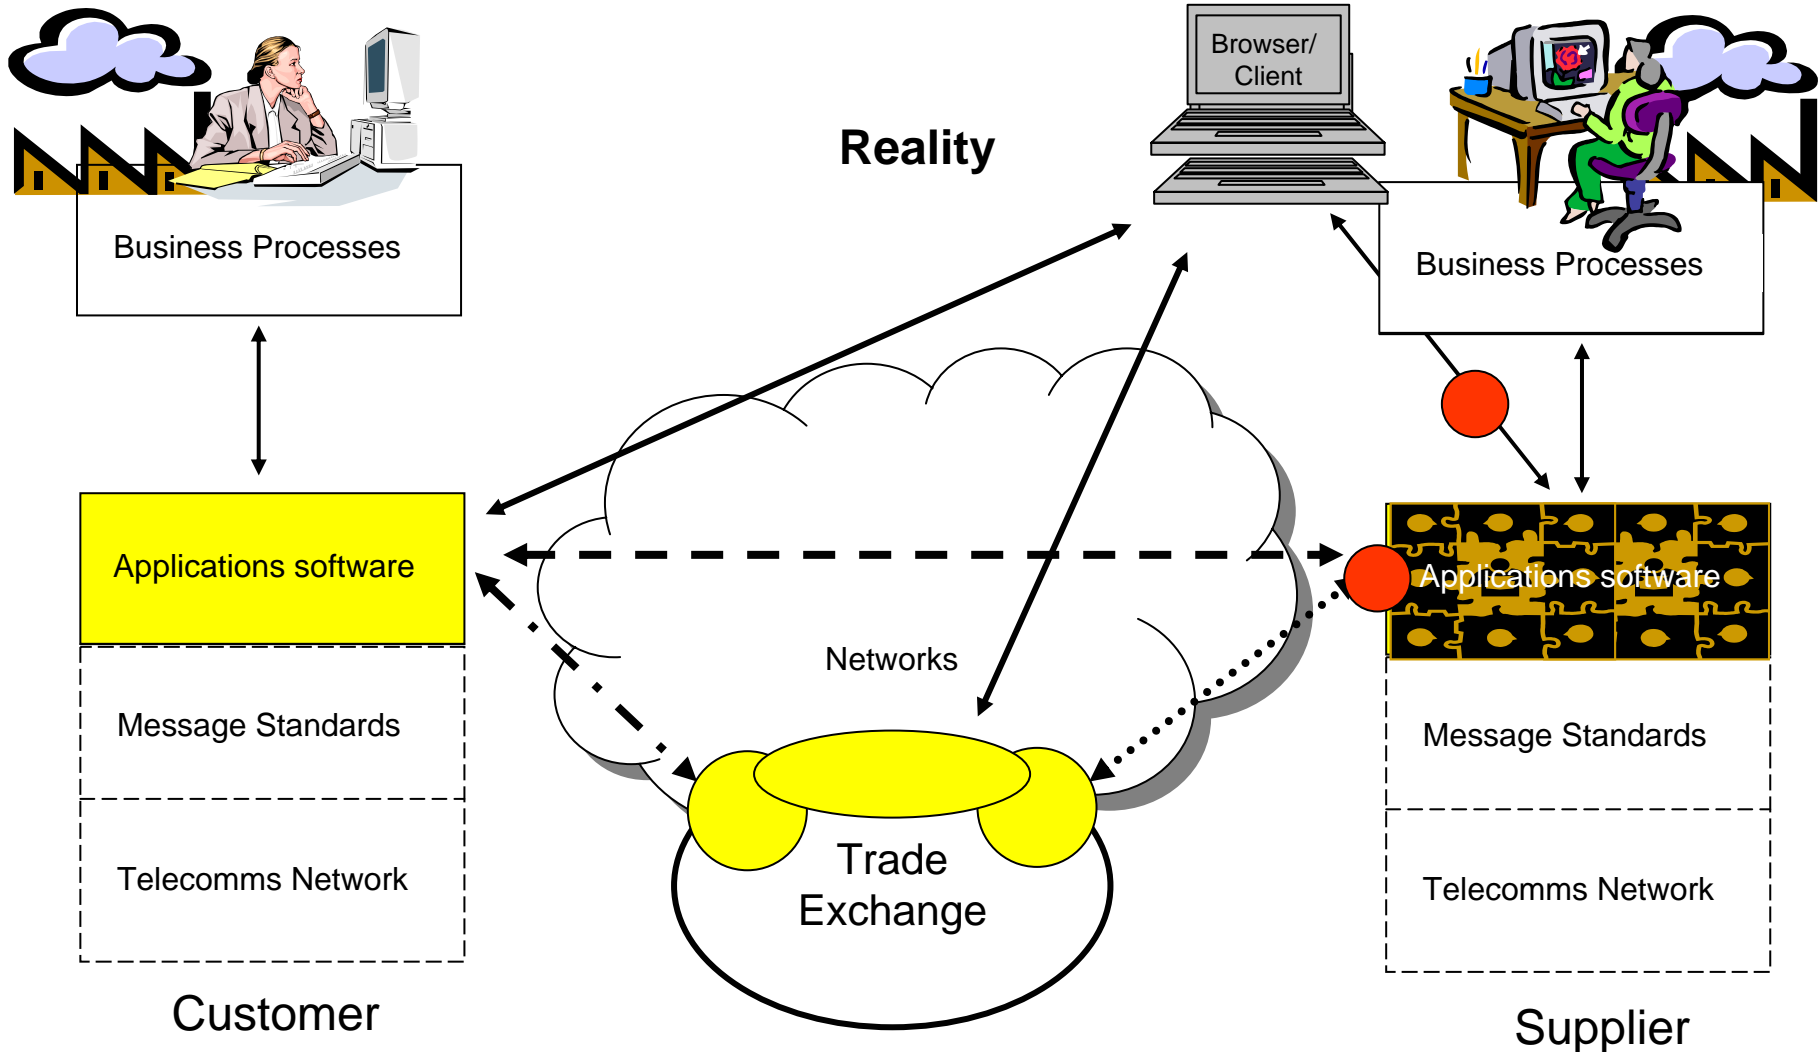 Browser/
Client
Reality
Business Processes
Business Processes
Applications software
Applications software
Networks
Message Standards
Message Standards
Trade
Exchange
Telecomms Network
Telecomms Network
Customer
Supplier